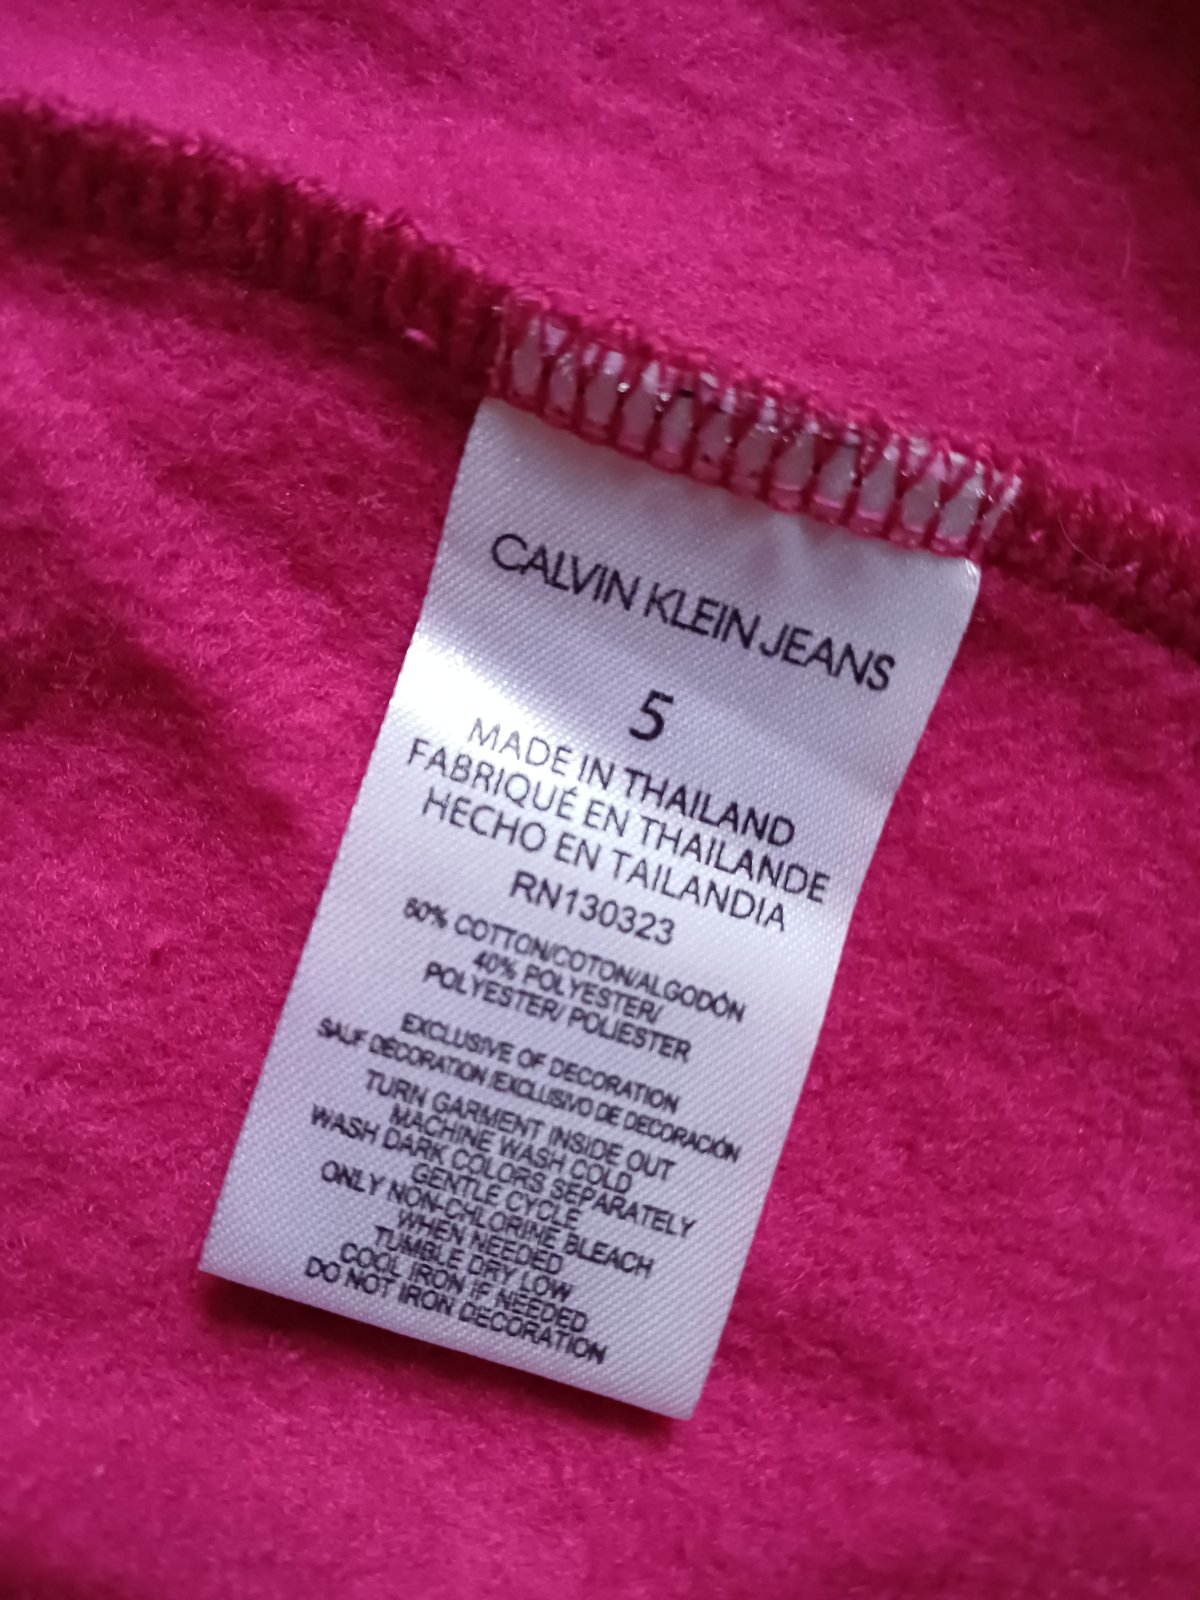 CALVIN KLEIN JEANS
5
MADE IN THAILAND
FABRIQUÉ EN THAILANDE
HECHO EN TAILANDIA
RN130323
60% COTTON/COTON/ALGODÓN
40% POLYESTER/
POLYESTER/ POLIESTER
EXCLUSIVE OF DECORATION
SAUF DÉCORATION/EXCLUSIVO DE DECORACIÓN
TURN GARMENT INSIDE OUT
MACHINE WASH COLD
WASH DARK COLORS SEPARATELY
GENTLE CYCLE
ONLY NON-CHLORINE BLEACH
WHEN NEEDED
TUMBLE DRY LOW
COOL IRON IF NEEDED
DO NOT IRON DECORATION